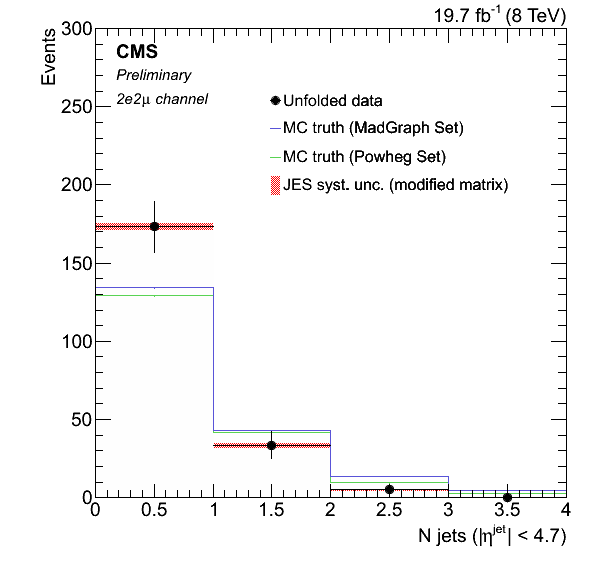 19.7 fb⁻¹ (8 TeV)
Events
300
250
200
150
100
50
0
CMS
Preliminary
2e2μ channel
Unfolded data
MC truth (MadGraph Set)
MC truth (Powheg Set)
JES syst. unc. (modified matrix)
0 0.5 1 1.5 2 2.5 3 3.5 4
N jets (|η^jet| < 4.7)